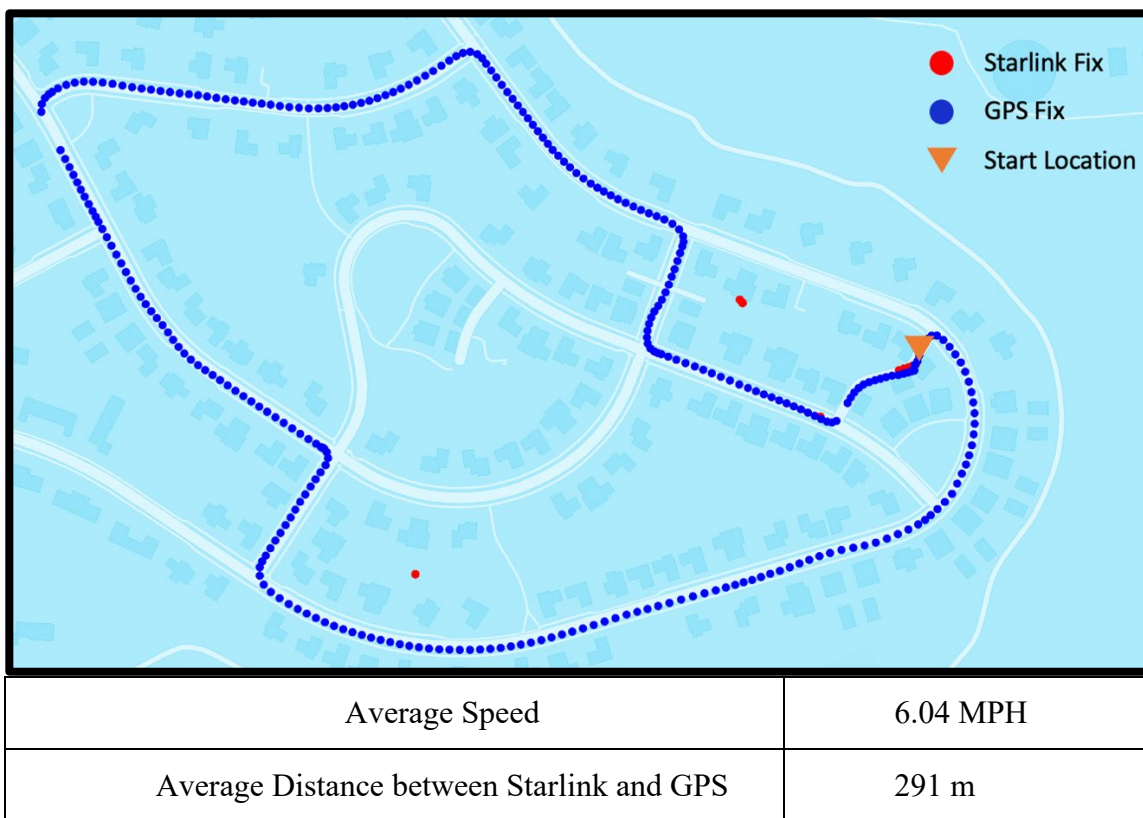 Starlink Fix
GPS Fix
Start Location
Average Speed 6.04 MPH
Average Distance between Starlink and GPS 291 m